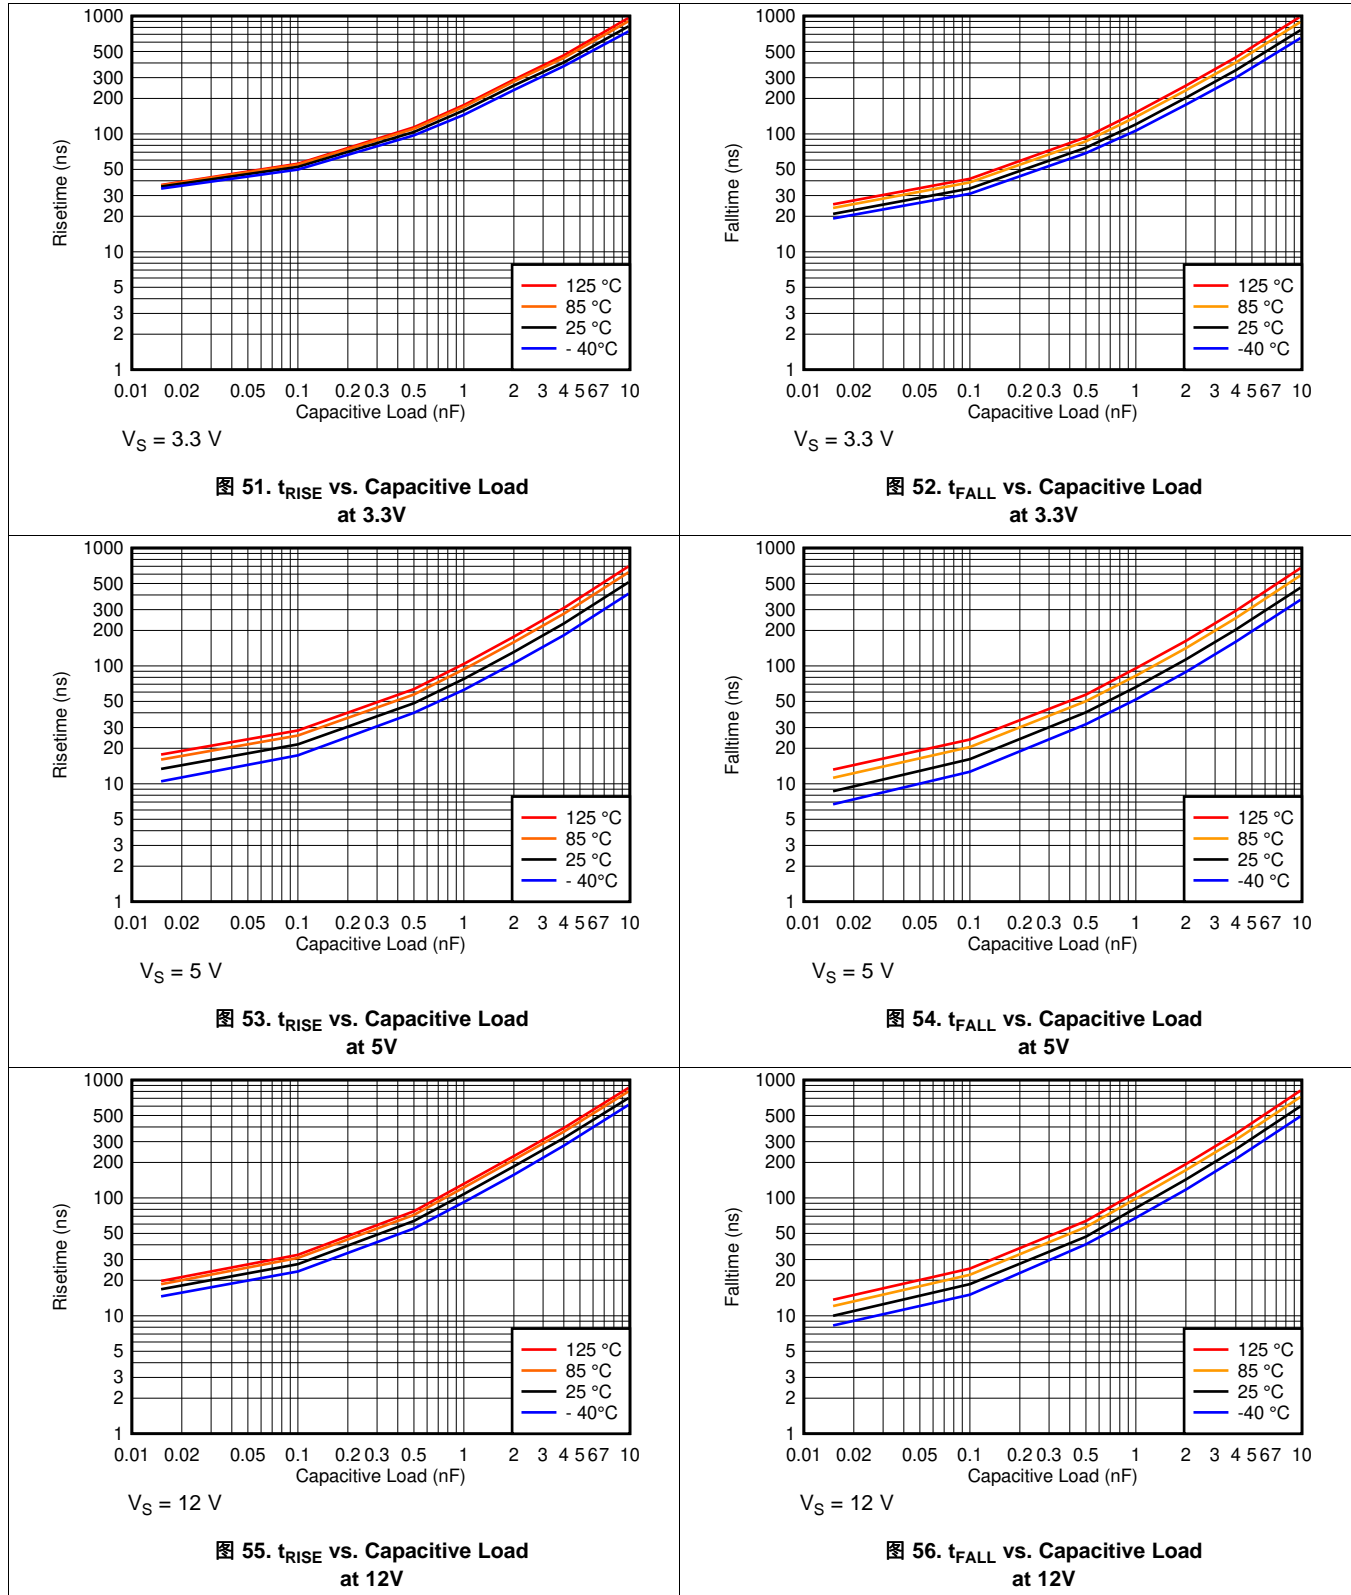 1000
500
300
200
100
50
30
20
10
5
3
2
1
Risetime (ns)
125 °C
85 °C
25 °C
- 40°C
0.01 0.02 0.05 0.1 0.2 0.3 0.5 1 2 3 4 5 6 7 10
Capacitive Load (nF)
VS = 3.3 V
图 51. tRISE vs. Capacitive Load
at 3.3V
1000
500
300
200
100
50
30
20
10
5
3
2
1
Falltime (ns)
125 °C
85 °C
25 °C
-40 °C
0.01 0.02 0.05 0.1 0.2 0.3 0.5 1 2 3 4 5 6 7 10
Capacitive Load (nF)
VS = 3.3 V
图 52. tFALL vs. Capacitive Load
at 3.3V
1000
500
300
200
100
50
30
20
10
5
3
2
1
Risetime (ns)
125 °C
85 °C
25 °C
- 40°C
0.01 0.02 0.05 0.1 0.2 0.3 0.5 1 2 3 4 5 6 7 10
Capacitive Load (nF)
VS = 5 V
图 53. tRISE vs. Capacitive Load
at 5V
1000
500
300
200
100
50
30
20
10
5
3
2
1
Falltime (ns)
125 °C
85 °C
25 °C
-40 °C
0.01 0.02 0.05 0.1 0.2 0.3 0.5 1 2 3 4 5 6 7 10
Capacitive Load (nF)
VS = 5 V
图 54. tFALL vs. Capacitive Load
at 5V
1000
500
300
200
100
50
30
20
10
5
3
2
1
Risetime (ns)
125 °C
85 °C
25 °C
- 40°C
0.01 0.02 0.05 0.1 0.2 0.3 0.5 1 2 3 4 5 6 7 10
Capacitive Load (nF)
VS = 12 V
图 55. tRISE vs. Capacitive Load
at 12V
1000
500
300
200
100
50
30
20
10
5
3
2
1
Falltime (ns)
125 °C
85 °C
25 °C
-40 °C
0.01 0.02 0.05 0.1 0.2 0.3 0.5 1 2 3 4 5 6 7 10
Capacitive Load (nF)
VS = 12 V
图 56. tFALL vs. Capacitive Load
at 12V